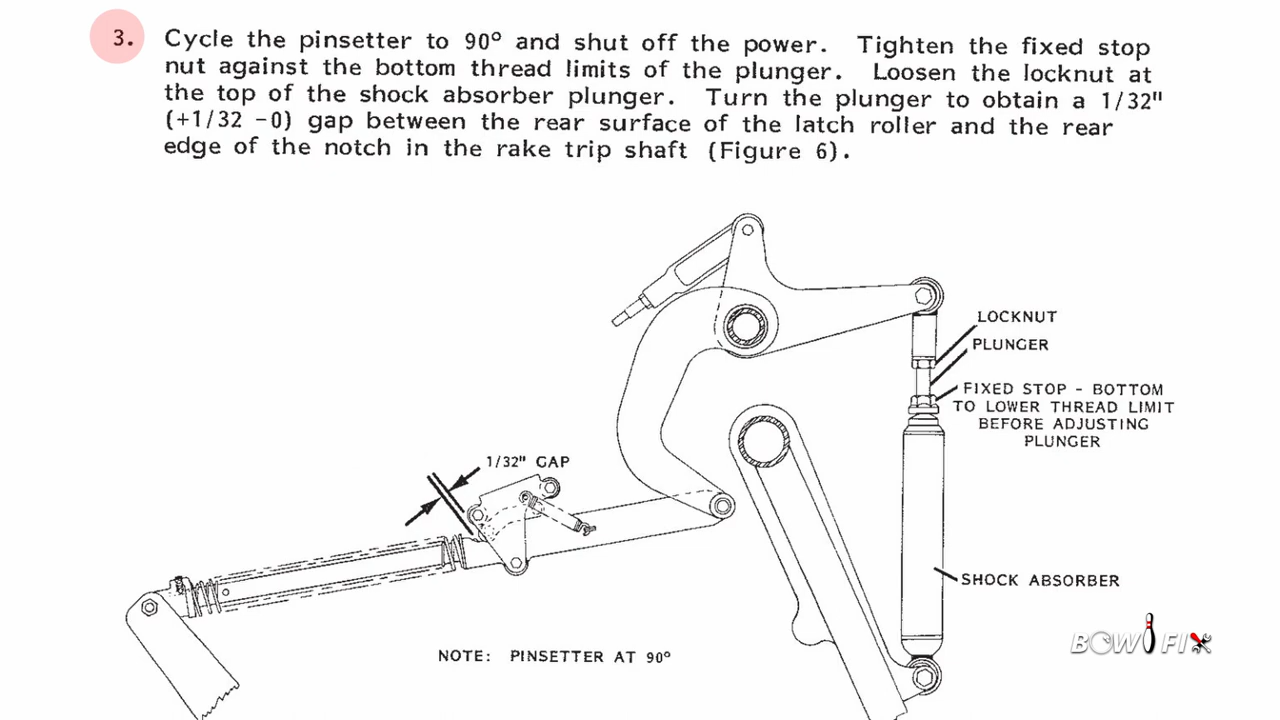 3. Cycle the pinsetter to 90° and shut off the power. Tighten the fixed stop
nut against the bottom thread limits of the plunger. Loosen the locknut at
the top of the shock absorber plunger. Turn the plunger to obtain a 1/32"
(+1/32 -0) gap between the rear surface of the latch roller and the rear
edge of the notch in the rake trip shaft (Figure 6).
LOCKNUT
PLUNGER
FIXED STOP - BOTTOM
TO LOWER THREAD LIMIT
BEFORE ADJUSTING
PLUNGER
1/32" GAP
SHOCK ABSORBER
NOTE: PINSETTER AT 90°
BOWlFIX